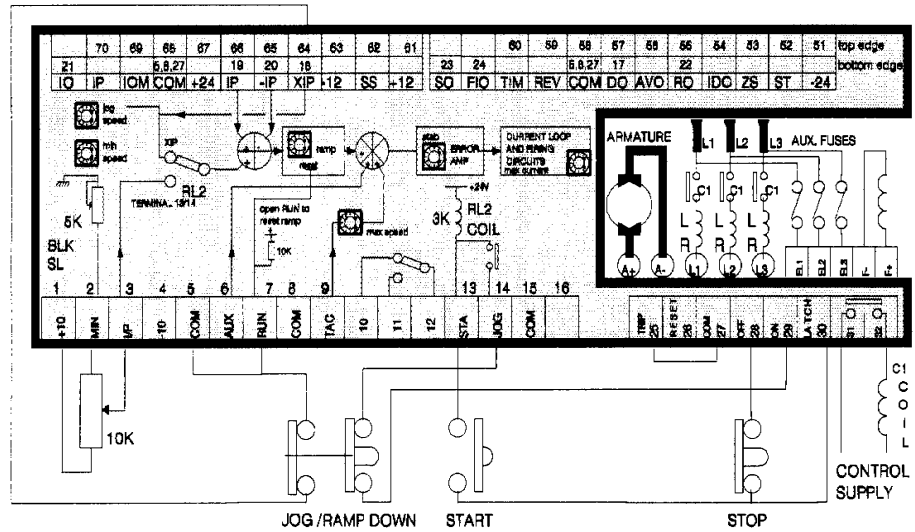 70 69 68 67 66 65 64 63 62 61 60 59 58 57 56 55 54 53 52 51 top edge
21 5,8,27 19 20 18 23 24 5,8,27 17 22 bottom edge
IO IP IOM COM +24 IP -IP XIP +12 SS +12 SO FIO TIM REV COM DO AVO RO IDC ZS ST -24
jog
speed
min
speed
XIP
RL2
TERMINAL 13/14
ramp
reset
open RUN to
reset ramp
10K
max speed
stab
ERROR
AMP
+24V
3K
RL2
COIL
CURRENT LOOP
AND FIRING
CIRCUITS
max current
ARMATURE
L1 L2 L3 AUX. FUSES
C1 C1 C1
L L L
R R R
A+ A- L1 L2 L3 EL1 EL2 EL3 F- F+
5K
BLK
SL
1 2 3 4 5 6 7 8 9 10 11 12 13 14 15 16
+10 MIN I/P -10 COM AUX RUN COM TAC STA JOG COM
TRIP 25 RESET 26 COM 27 OFF 28 ON 29 LATCH 30 S1 S2
10K
C1
COIL
CONTROL
SUPPLY
JOG /RAMP DOWN START STOP